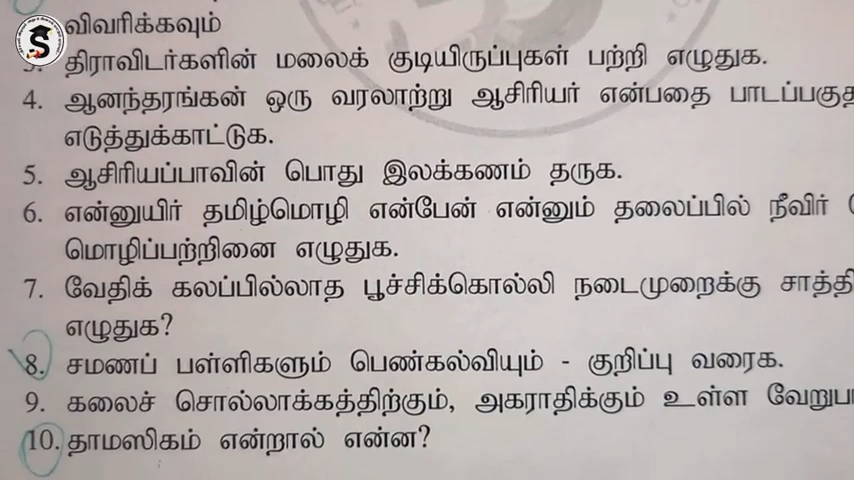 விவரிக்கவும்
3. திராவிடர்களின் மலைக் குடியிருப்புகள் பற்றி எழுதுக.
4. ஆனந்தரங்கன் ஒரு வரலாற்று ஆசிரியர் என்பதை
எடுத்துக்காட்டுக.
5. ஆசிரியப்பாவின் பொது இலக்கணம் தருக.
6. என்னுயிர் தமிழ்மொழி என்பேன் என்னும் தலைப்பில் நீவிர்
மொழிப்பற்றினை எழுதுக.
7. வேதிக் கலப்பில்லாத பூச்சிக்கொல்லி நடைமுறைக்கு
எழுதுக?
8. சமணப் பள்ளிகளும் பெண்கல்வியும் - குறிப்பு வரைக.
9. கலைச் சொல்லாக்கத்திற்கும், அகராதிக்கும் உள்ள
10. தாமஸிகம் என்றால் என்ன?